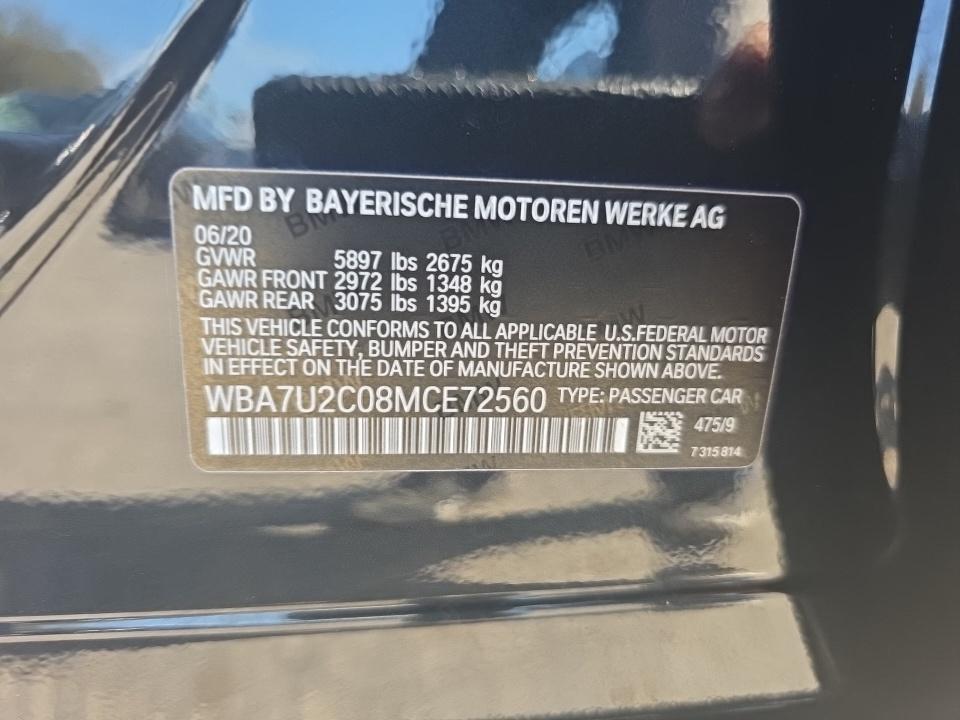 MFD BY BAYERISCHE MOTOREN WERKE AG
06/20
GVWR 5897 lbs 2675 kg
GAWR FRONT 2972 lbs 1348 kg
GAWR REAR 3075 lbs 1395 kg
THIS VEHICLE CONFORMS TO ALL APPLICABLE U.S.FEDERAL MOTOR
VEHICLE SAFETY, BUMPER AND THEFT PREVENTION STANDARDS
IN EFFECT ON THE DATE OF MANUFACTURE SHOWN ABOVE.
WBA7U2C08MCE72560 TYPE: PASSENGER CAR
475/9
7 315 814